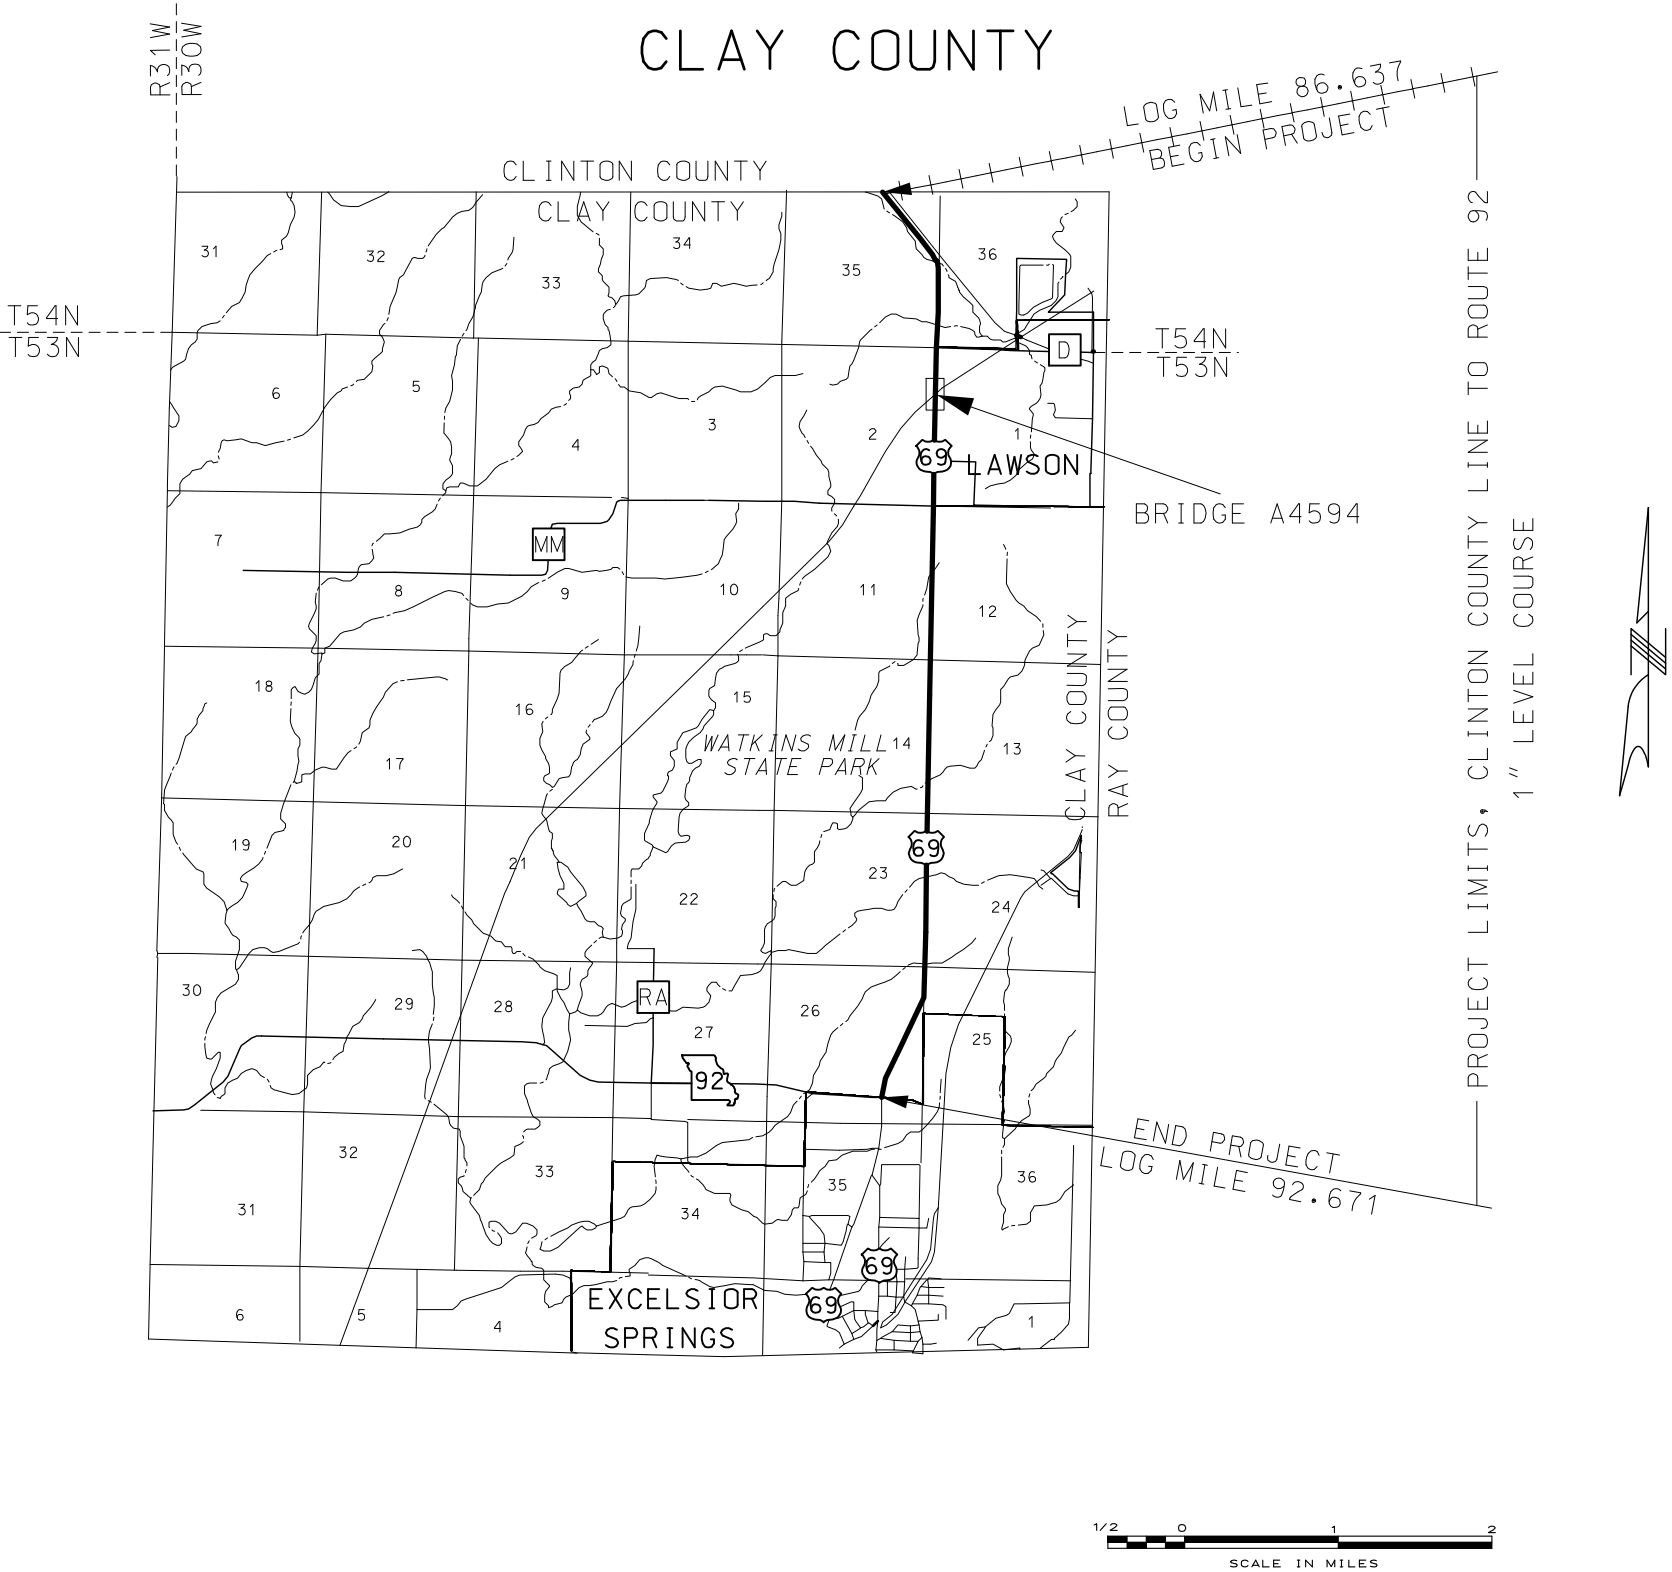 CLAY COUNTY
R31W
R30W
LOG MILE 86.637
BEGIN PROJECT
CLINTON COUNTY
CLAY COUNTY
31
32
33
34
35
36
T54N
T53N
T54N
T53N
D
6
5
4
3
2
1
69
LAWSON
BRIDGE A4594
7
MM
8
9
10
11
12
CLAY COUNTY
RAY COUNTY
18
17
16
15
WATKINS MILL
STATE PARK
14
13
19
20
21
22
69
23
24
30
29
28
RA
27
26
25
92
END PROJECT
LOG MILE 92.671
31
32
33
34
35
36
69
69
6
5
4
EXCELSIOR
SPRINGS
1
PROJECT LIMITS, CLINTON COUNTY LINE TO ROUTE 92
1" LEVEL COURSE
N
1/2 0 1 2
SCALE IN MILES